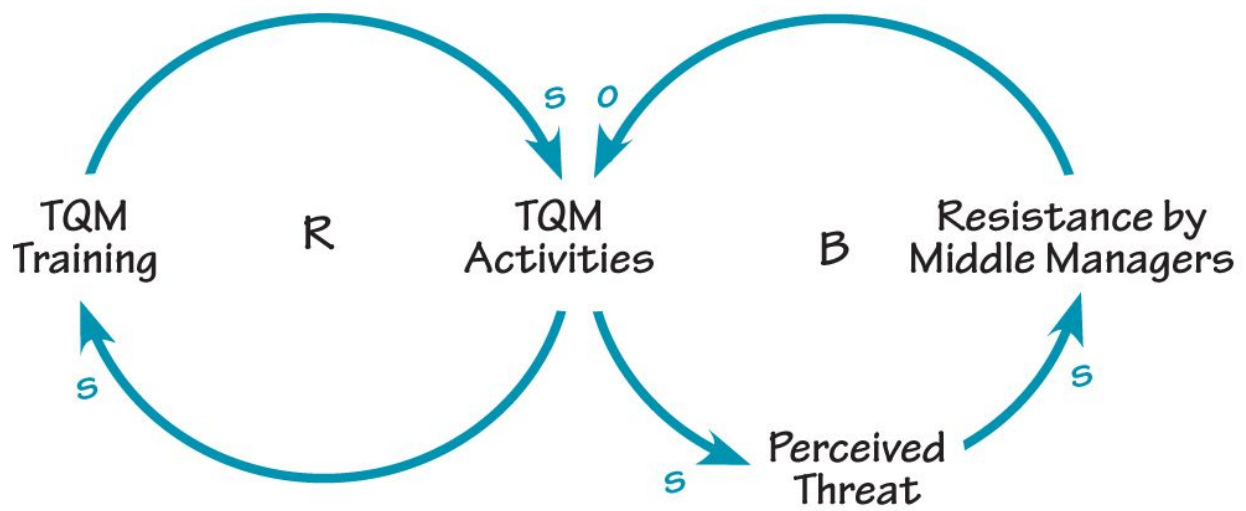 s o
TQM
Training
R
TQM
Activities
B
Resistance by
Middle Managers
s
s
s
Perceived
Threat